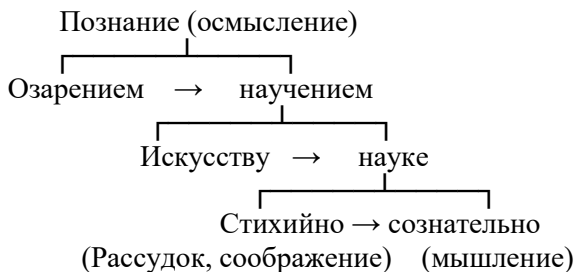 Познание (осмысление)
Озарением → научением
Искусству → науке
Стихийно → сознательно
(Рассудок, соображение) (мышление)